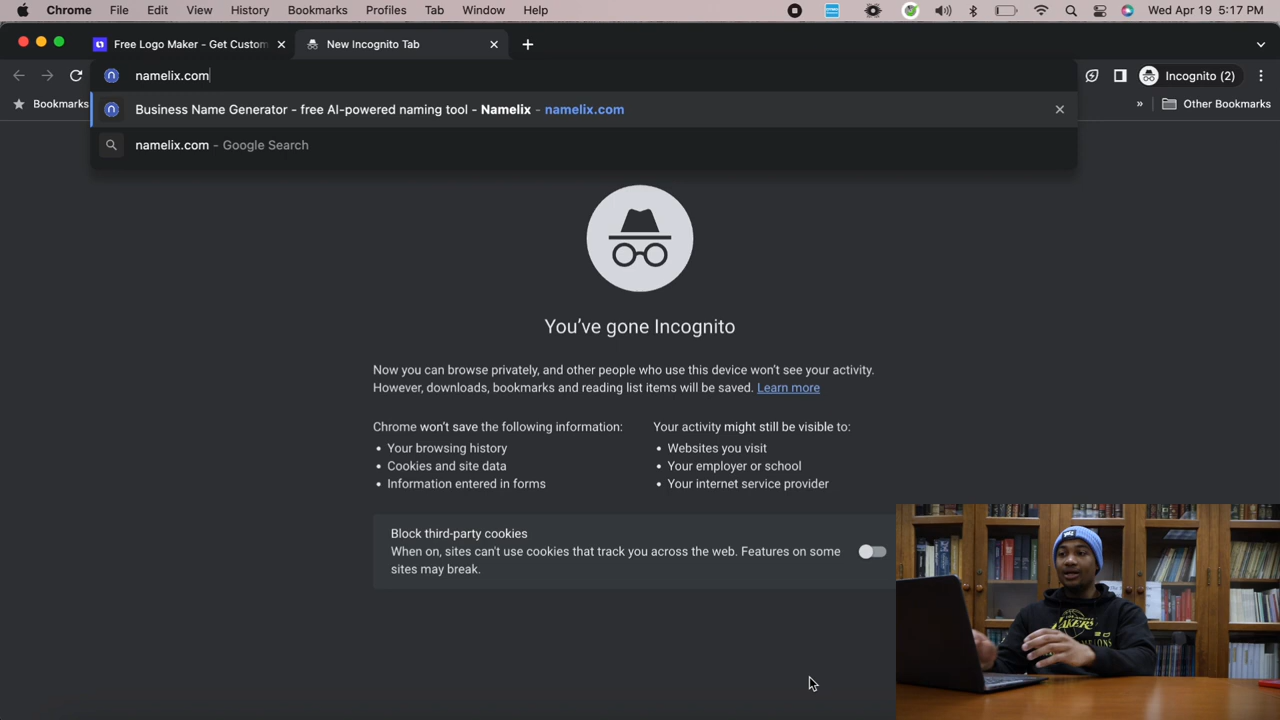 Chrome File Edit View History Bookmarks Profiles Tab Window Help Wed Apr 19 5:17 PM
Free Logo Maker - Get Custom New Incognito Tab
namelix.com Incognito (2)
Bookmarks Business Name Generator - free AI-powered naming tool - Namelix - namelix.com » Other Bookmarks
namelix.com - Google Search
You've gone Incognito
Now you can browse privately, and other people who use this device won't see your activity.
However, downloads, bookmarks and reading list items will be saved. Learn more
Chrome won't save the following information: Your activity might still be visible to:
• Your browsing history • Websites you visit
• Cookies and site data • Your employer or school
• Information entered in forms • Your internet service provider
Block third-party cookies
When on, sites can't use cookies that track you across the web. Features on some
sites may break.
LAKERS